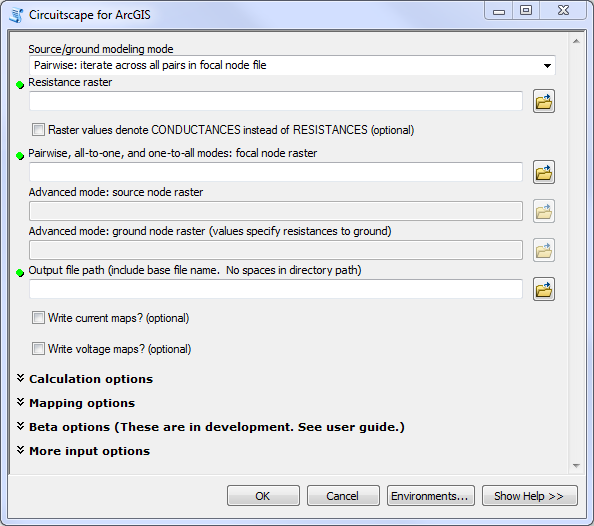 Circuitscape for ArcGIS
Source/ground modeling mode
Pairwise: iterate across all pairs in focal node file
Resistance raster
Raster values denote CONDUCTANCES instead of RESISTANCES (optional)
Pairwise, all-to-one, and one-to-all modes: focal node raster
Advanced mode: source node raster
Advanced mode: ground node raster (values specify resistances to ground)
Output file path (include base file name.  No spaces in directory path)
Write current maps? (optional)
Write voltage maps? (optional)
Calculation options
Mapping options
Beta options (These are in development. See user guide.)
More input options
OK Cancel Environments... Show Help >>